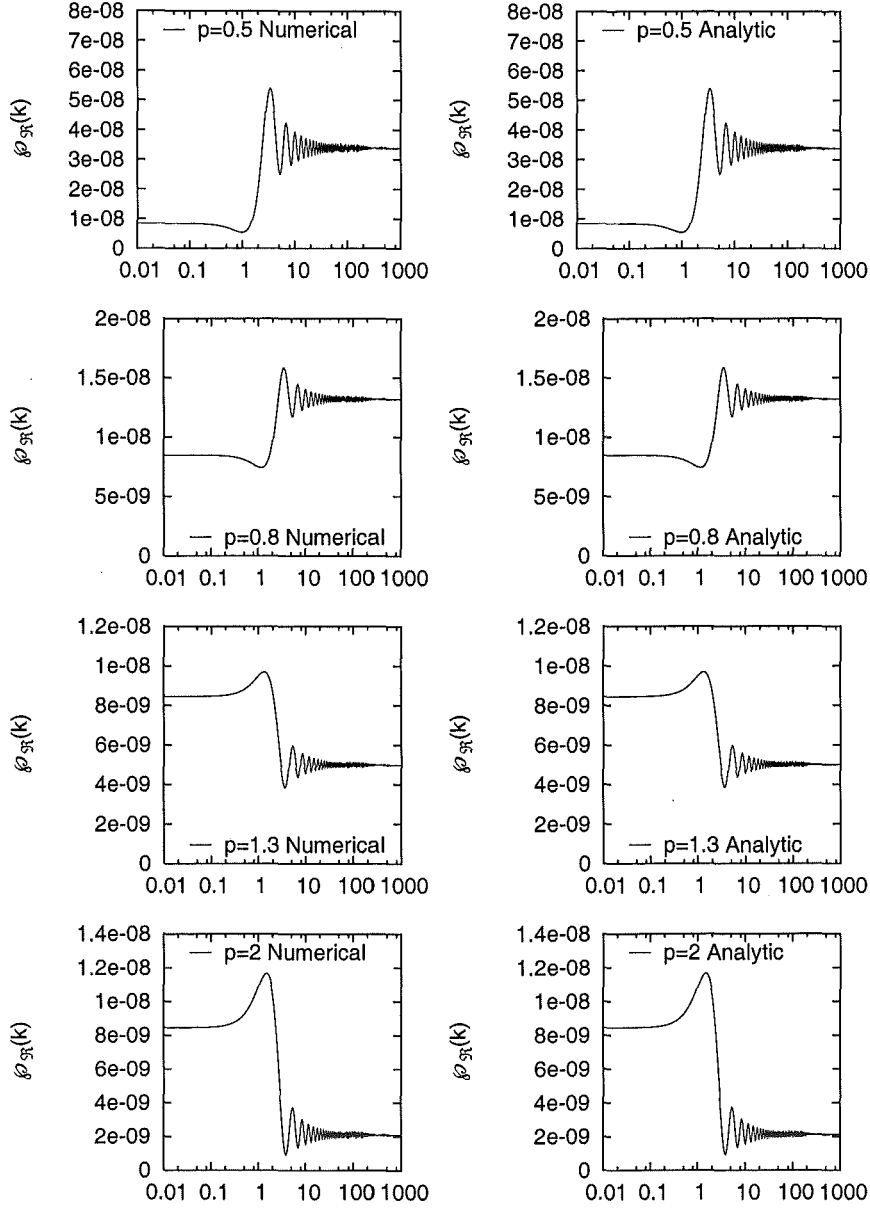 8e-08
7e-08
6e-08
5e-08
4e-08
3e-08
2e-08
1e-08
0
℘ℜ(k)
p=0.5 Numerical
0.01 0.1 1 10 100 1000
8e-08
7e-08
6e-08
5e-08
4e-08
3e-08
2e-08
1e-08
0
℘ℜ(k)
p=0.5 Analytic
0.01 0.1 1 10 100 1000
2e-08
1.5e-08
1e-08
5e-09
0
℘ℜ(k)
p=0.8 Numerical
0.01 0.1 1 10 100 1000
2e-08
1.5e-08
1e-08
5e-09
0
℘ℜ(k)
p=0.8 Analytic
0.01 0.1 1 10 100 1000
1.2e-08
1e-08
8e-09
6e-09
4e-09
2e-09
0
℘ℜ(k)
p=1.3 Numerical
0.01 0.1 1 10 100 1000
1.2e-08
1e-08
8e-09
6e-09
4e-09
2e-09
0
℘ℜ(k)
p=1.3 Analytic
0.01 0.1 1 10 100 1000
1.4e-08
1.2e-08
1e-08
8e-09
6e-09
4e-09
2e-09
0
℘ℜ(k)
p=2 Numerical
0.01 0.1 1 10 100 1000
1.4e-08
1.2e-08
1e-08
8e-09
6e-09
4e-09
2e-09
0
℘ℜ(k)
p=2 Analytic
0.01 0.1 1 10 100 1000